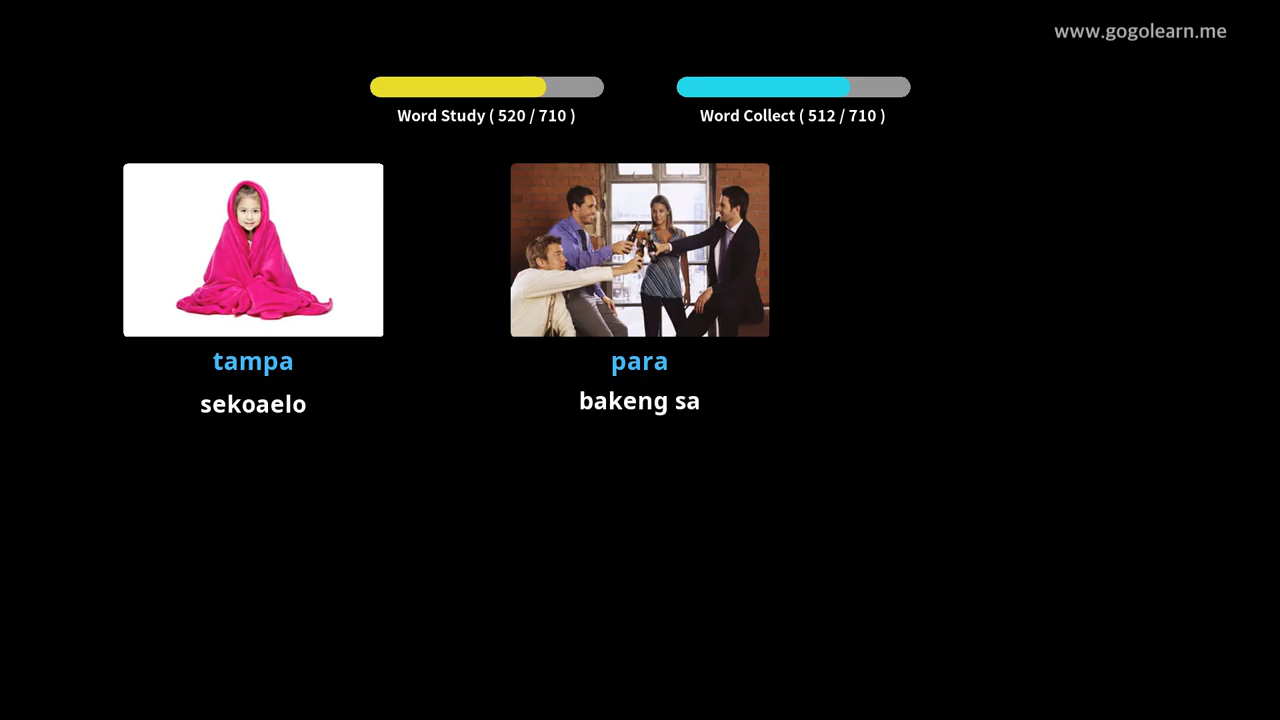 www.gogolearn.me
Word Study ( 520 / 710 )
Word Collect ( 512 / 710 )
tampa
para
sekoaelo
bakeng sa